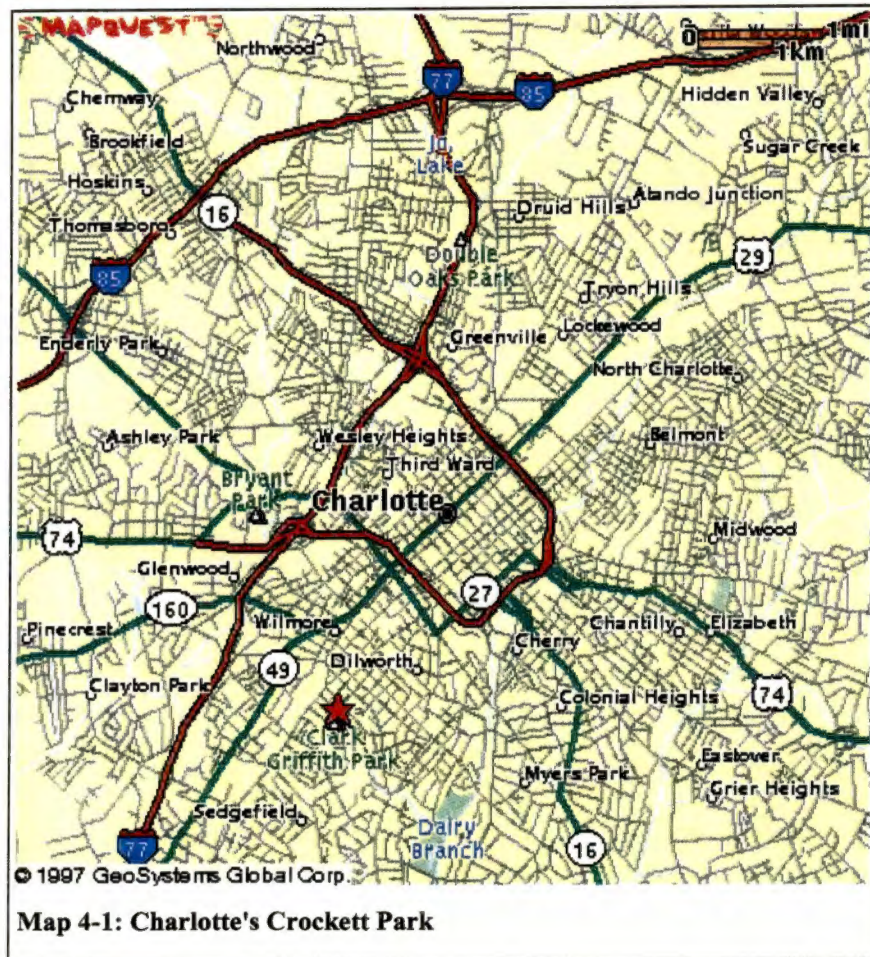 MAPQUEST
0 1mi
1km
Northwood
77
85
Hidden Valley
Chemway
Brookfield
Sugar Creek
Lake
Hoskins
Druid Hills
Atando Junction
16
Thomasboro
Double
Oaks Park
29
85
Tryon Hills
Lockewood
Greenville
Enderly Park
North Charlotte
Ashley Park
Wesley Heights
Belmont
Third Ward
Bryant
Park
Charlotte
74
Midwood
Glenwood
27
160
Pinecrest
Wilmore
Cherry
Chantilly
Elizabeth
49
Dilworth
Clayton Park
Colonial Heights
74
Clark
Griffith Park
Eastover
Myers Park
Grier Heights
Sedgefield
Dairy
Branch
77
16
© 1997 GeoSystems Global Corp.
Map 4-1: Charlotte's Crockett Park